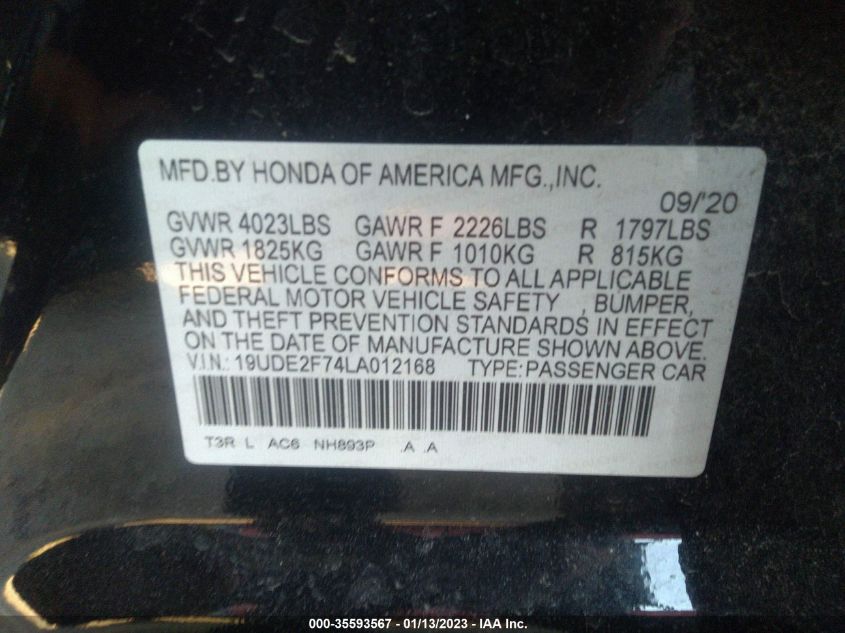 MFD.BY HONDA OF AMERICA MFG.,INC.
09/'20
GVWR 4023LBS GAWR F 2226LBS R 1797LBS
GVWR 1825KG GAWR F 1010KG R 815KG
THIS VEHICLE CONFORMS TO ALL APPLICABLE
FEDERAL MOTOR VEHICLE SAFETY , BUMPER,
AND THEFT PREVENTION STANDARDS IN EFFECT
ON THE DATE OF MANUFACTURE SHOWN ABOVE.
V.I.N.: 19UDE2F74LA012168 TYPE:PASSENGER CAR
T3R L AC6 NH893P .A .A
000-35593567 - 01/13/2023 - IAA Inc.